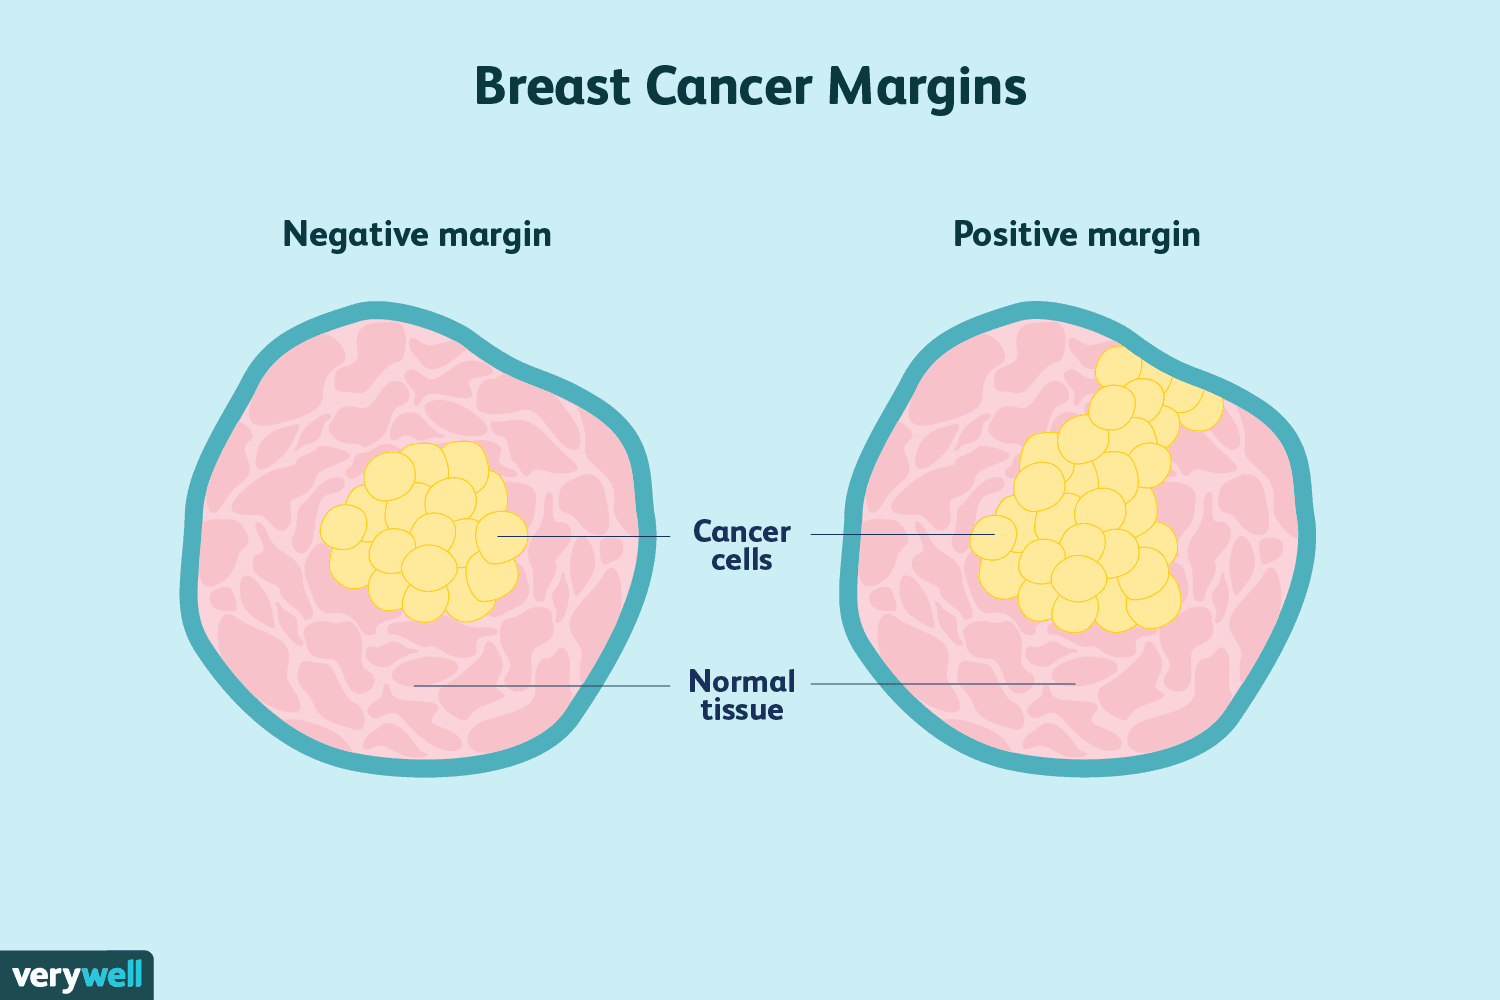 Breast Cancer Margins
Negative margin
Positive margin
Cancer
cells
Normal
tissue
verywell